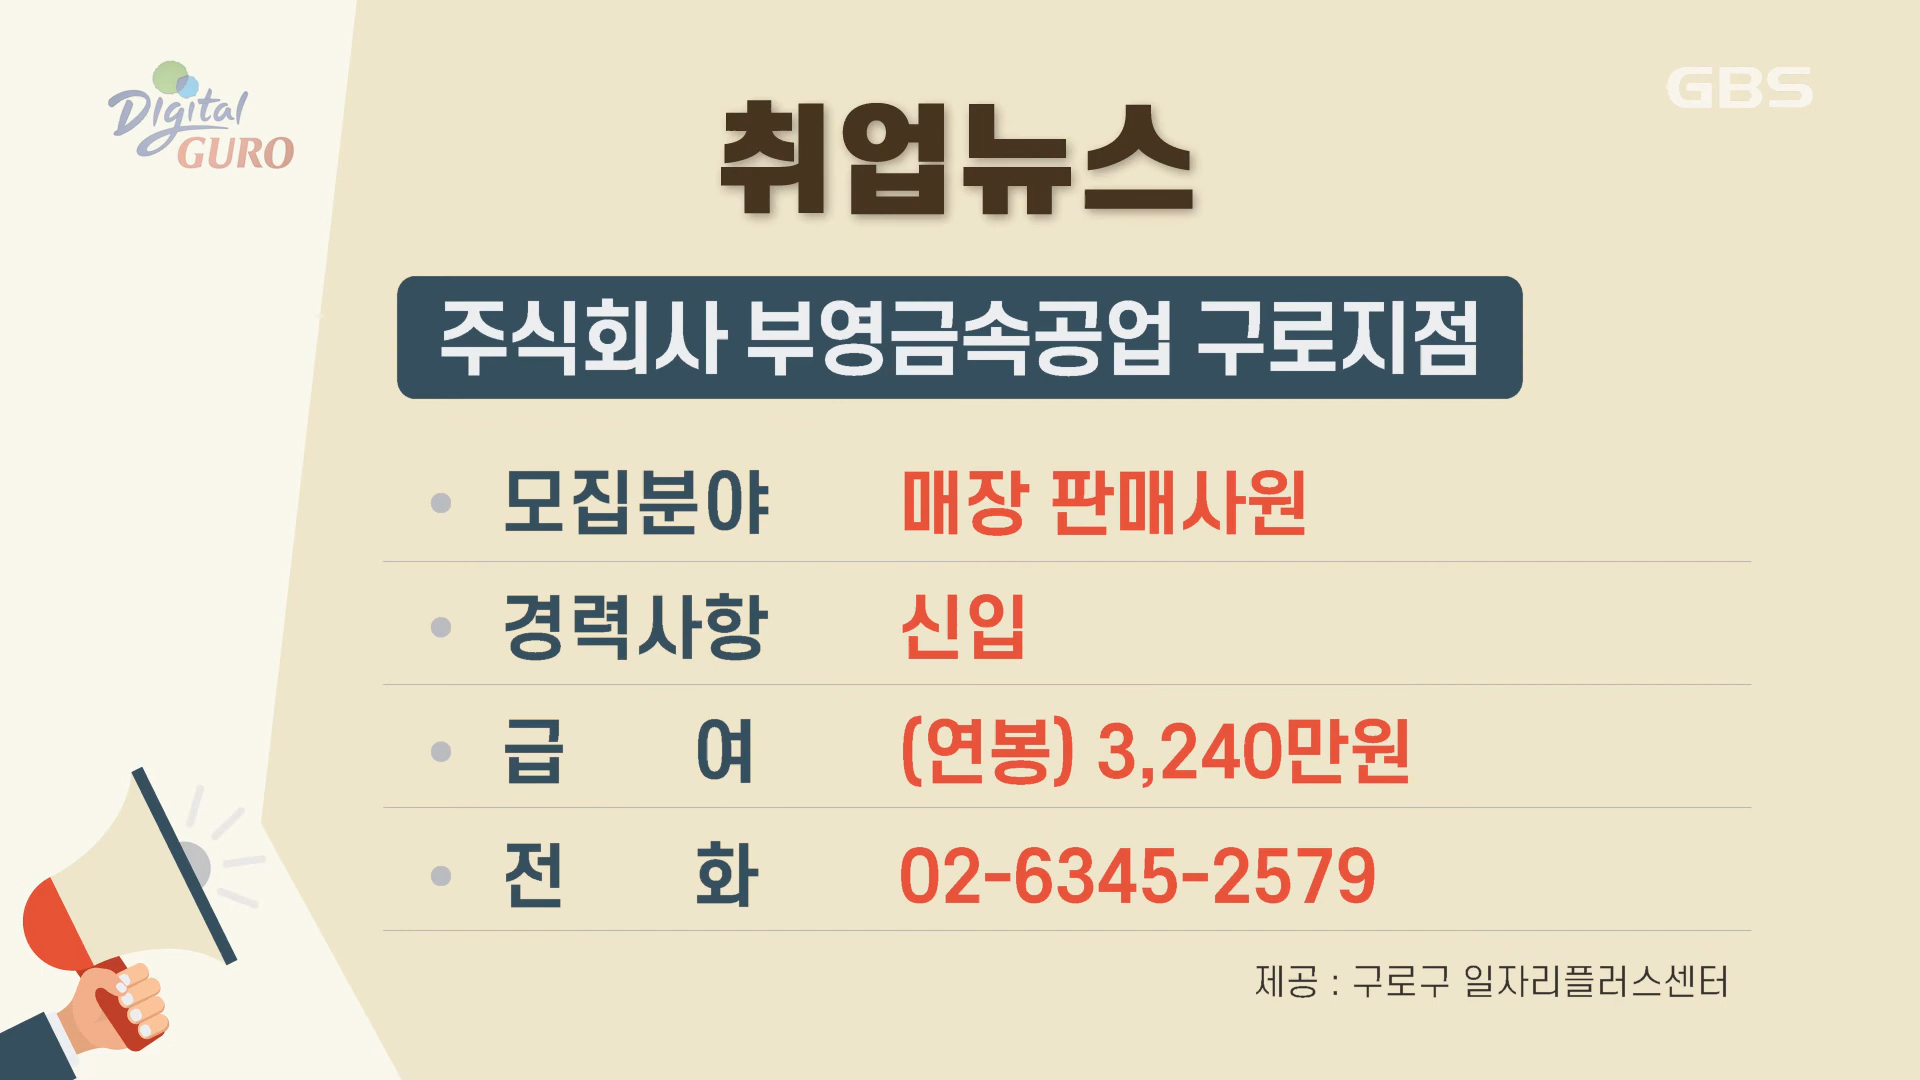 Digital
GURO
GBS
취업뉴스
주식회사 부영금속공업 구로지점
모집분야 매장 판매사원
경력사항 신입
급 여 (연봉) 3,240만원
전 화 02-6345-2579
제공 : 구로구 일자리플러스센터